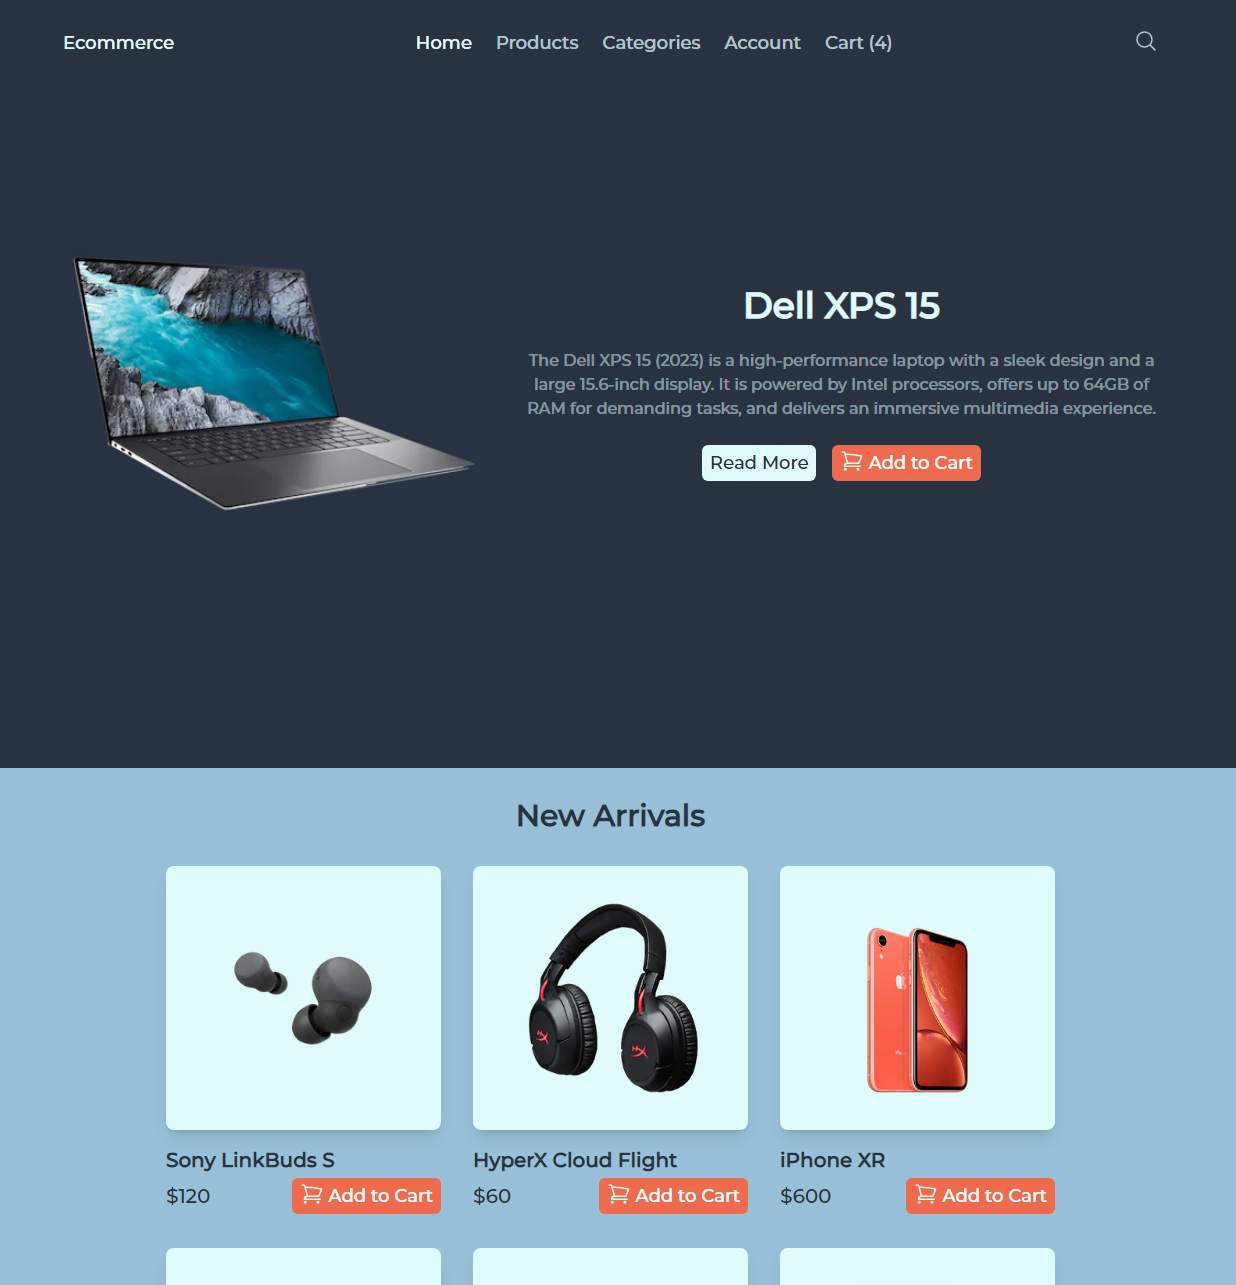 Ecommerce
Home Products Categories Account Cart (4)
Dell XPS 15
The Dell XPS 15 (2023) is a high-performance laptop with a sleek design and a
large 15.6-inch display. It is powered by Intel processors, offers up to 64GB of
RAM for demanding tasks, and delivers an immersive multimedia experience.
Read More Add to Cart
New Arrivals
Sony LinkBuds S
$120 Add to Cart
HyperX Cloud Flight
$60 Add to Cart
iPhone XR
$600 Add to Cart